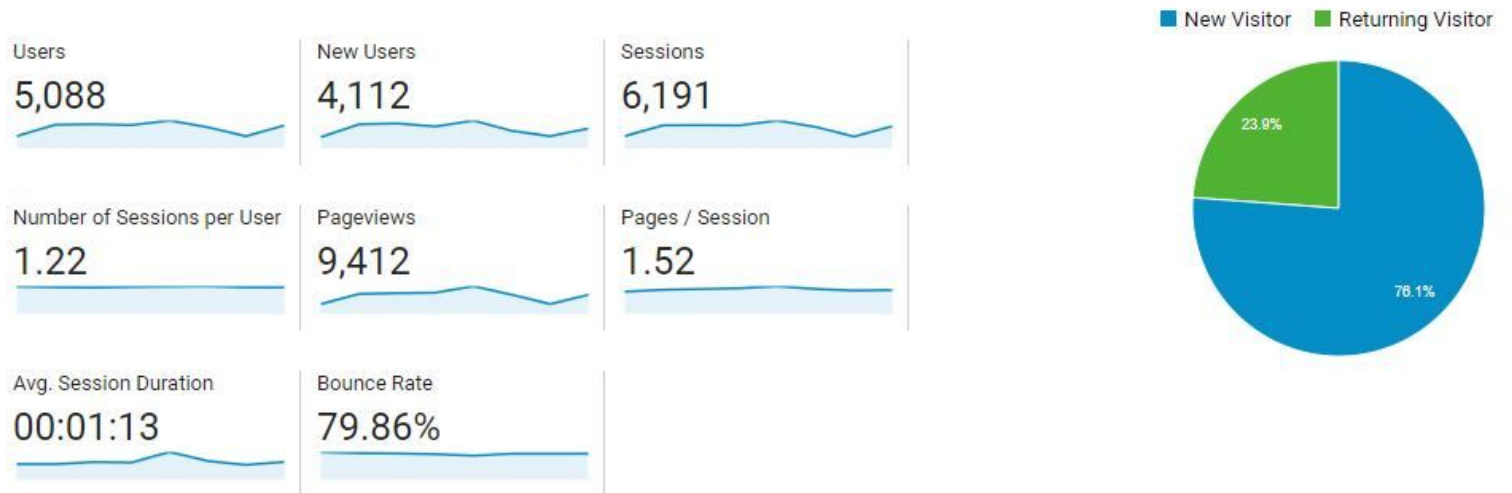 New Visitor
Returning Visitor
Users
5,088
New Users
4,112
Sessions
6,191
Number of Sessions per User
1.22
Pageviews
9,412
Pages / Session
1.52
Avg. Session Duration
00:01:13
Bounce Rate
79.86%
23.9%
76.1%